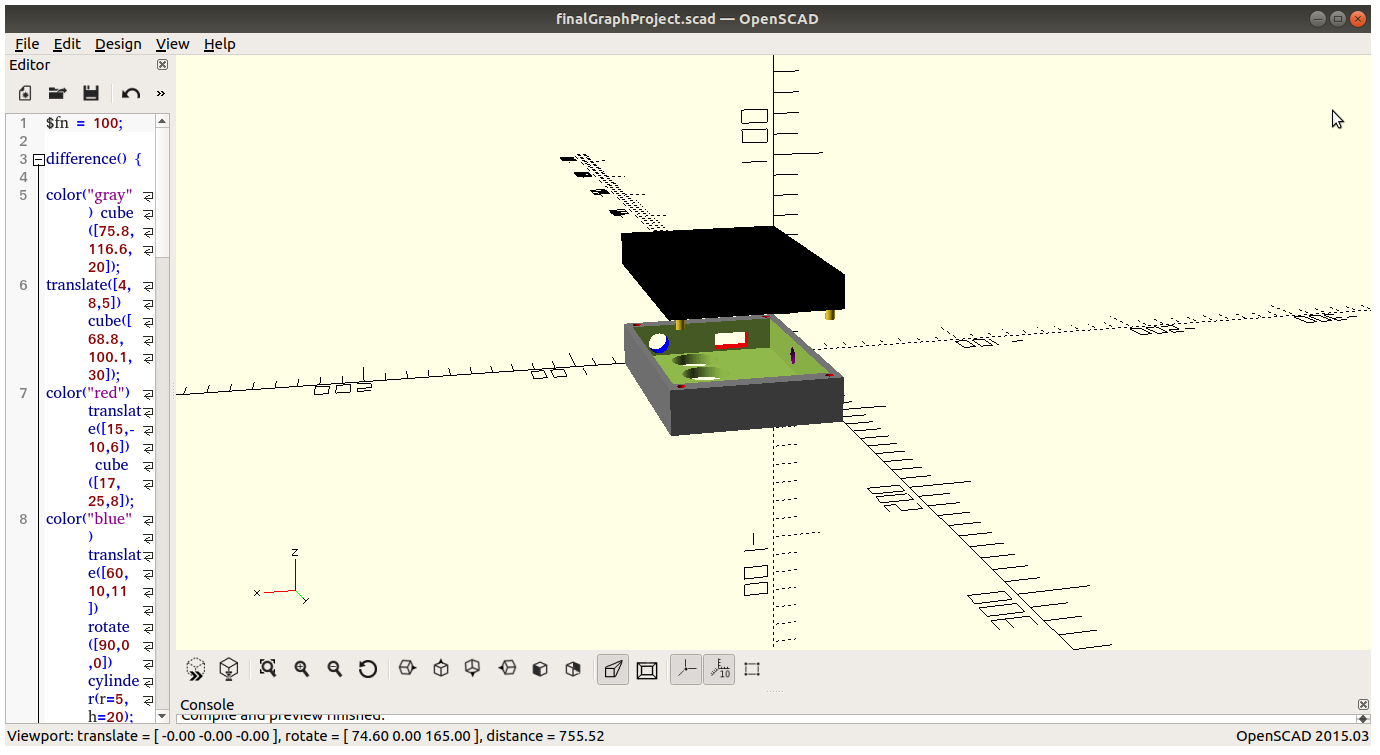 finalGraphProject.scad — OpenSCAD
File Edit Design View Help
Editor
»
1 $fn = 100;
2
3 difference() {
4
5 color("gray"
) cube
([75.8,
116.6,
20]);
6 translate([4,
8,5])
cube([
68.8,
100.1,
30]);
7 color("red")
translat
e([15,-
10,6])
cube
([17,
25,8]);
8 color("blue"
)
translat
e([60,
10,11
])
rotate
([90,0
,0])
cylinde
r(r=5,
h=20);
z
x
y
10
Console
Compile and preview finished.
Viewport: translate = [ -0.00 -0.00 -0.00 ], rotate = [ 74.60 0.00 165.00 ], distance = 755.52
OpenSCAD 2015.03